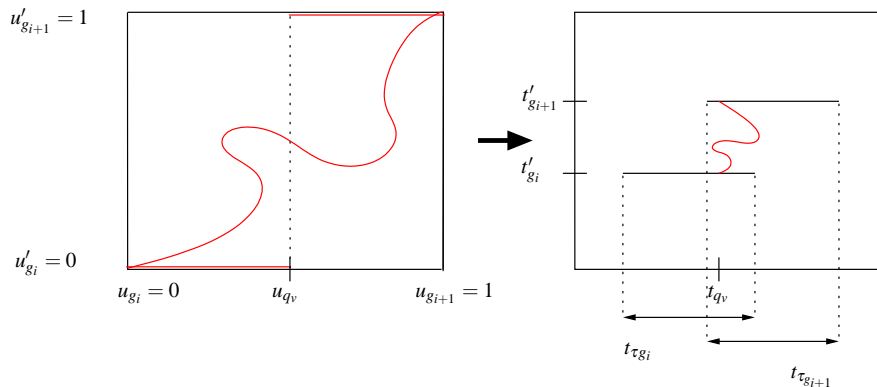 u′_{g_{i+1}} = 1
u′_{g_i} = 0
u_{g_i} = 0
u_{q_v}
u_{g_{i+1}} = 1
t′_{g_{i+1}}
t′_{g_i}
t_{q_v}
t_{τ_{g_i}}
t_{τ_{g_{i+1}}}